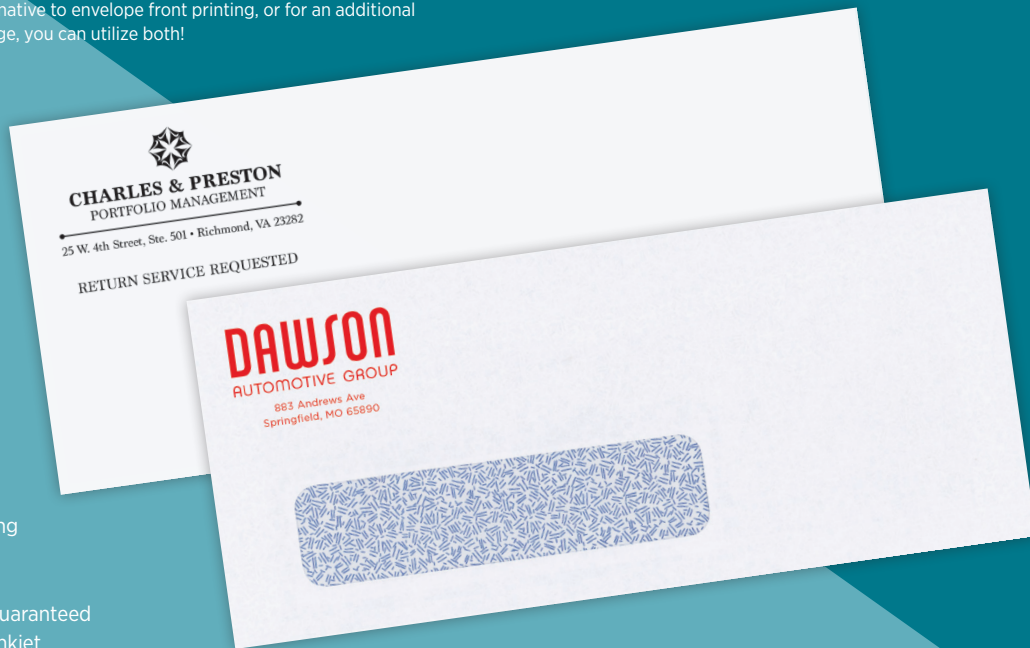 native to envelope front printing, or for an additional
ge, you can utilize both!
CHARLES & PRESTON
PORTFOLIO MANAGEMENT
25 W. 4th Street, Ste. 501 • Richmond, VA 23282
RETURN SERVICE REQUESTED
DAWSON
AUTOMOTIVE GROUP
883 Andrews Ave
Springfield, MO 65890
ng
uaranteed
nkjet